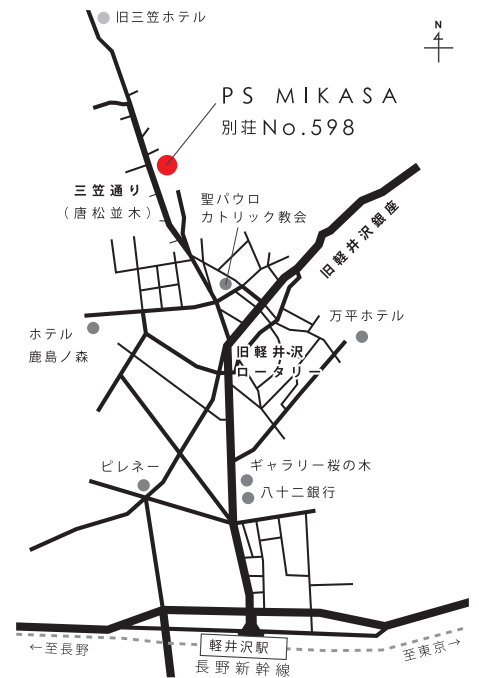 旧三笠ホテル
N
PS MIKASA
別荘No.598
三笠通り
（唐松並木）
聖パウロ
カトリック教会
旧軽井沢銀座
万平ホテル
ホテル
鹿島ノ森
旧軽井沢
ロータリー
ピレネー
ギャラリー桜の木
八十二銀行
軽井沢駅
長野新幹線
←至長野
至東京→